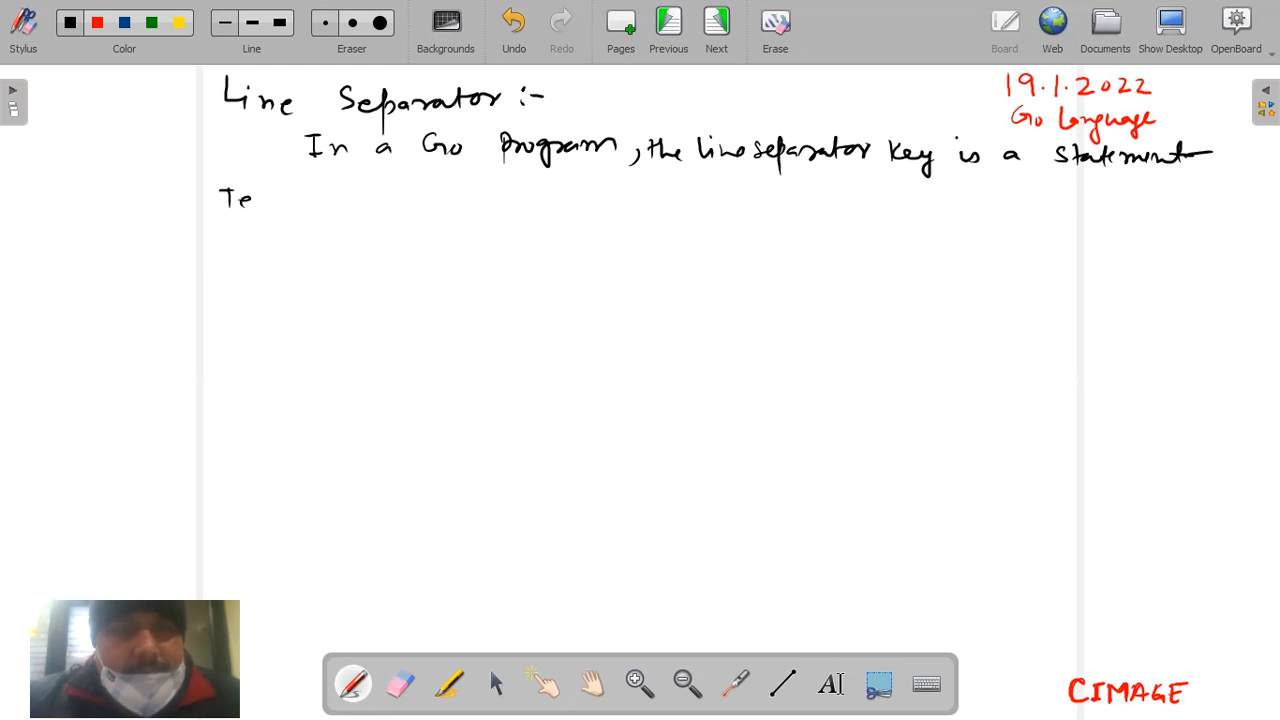 Stylus
Color
Line
Eraser
Backgrounds
Undo
Redo
Pages
Previous
Next
Erase
Board
Web
Documents
Show Desktop
OpenBoard
19.1.2022
Go Language
Line Separator :-
In a Go Program, the line separator key is a statement
Te
AI
CIMAGE